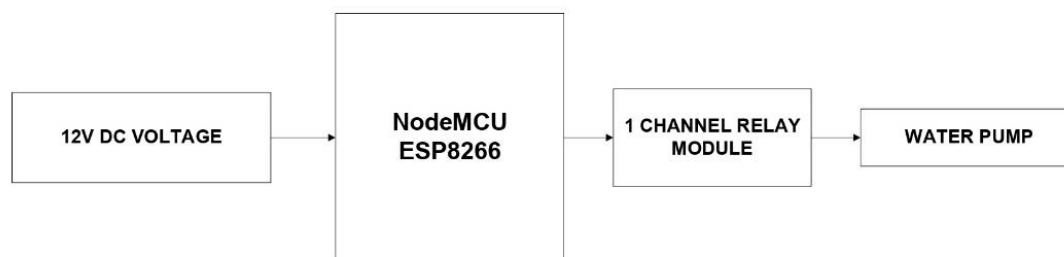 12V DC VOLTAGE
NodeMCU
ESP8266
1 CHANNEL RELAY
MODULE
WATER PUMP